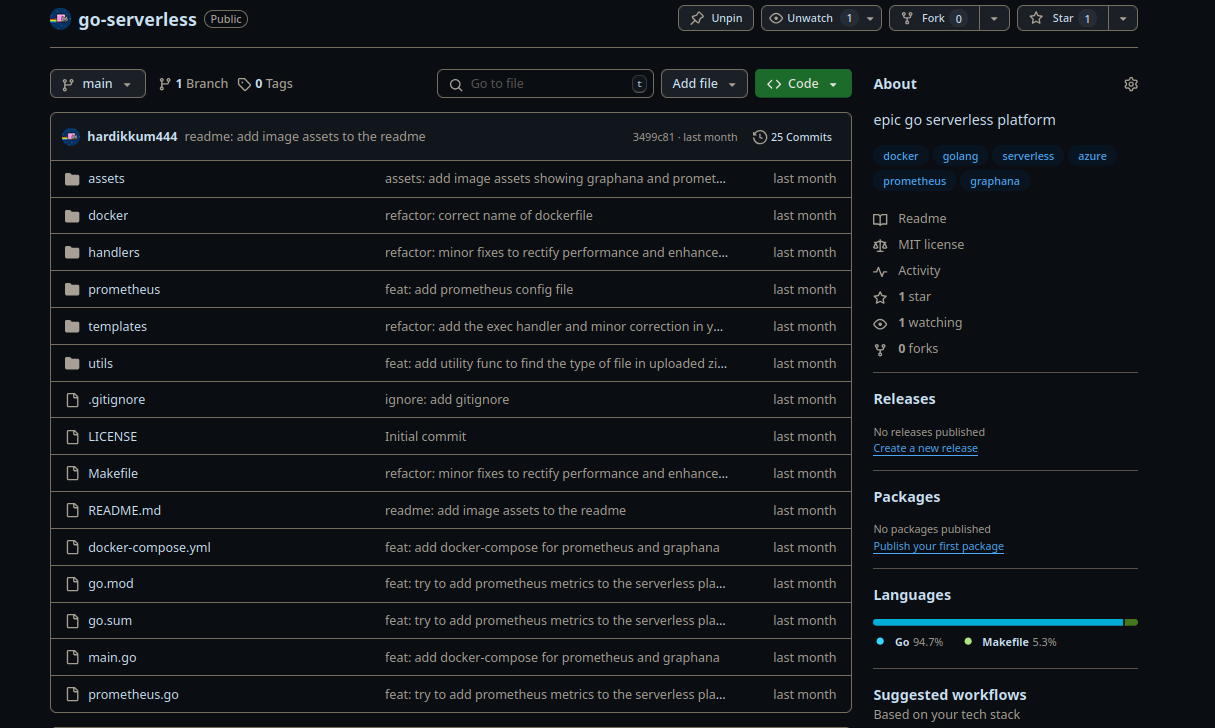 go-serverless Public Unpin Unwatch 1 Fork 0 Star 1
main 1 Branch 0 Tags Go to file t Add file Code
hardikkum444 readme: add image assets to the readme 3499c81 · last month 25 Commits
assets assets: add image assets showing graphana and promet... last month
docker refactor: correct name of dockerfile last month
handlers refactor: minor fixes to rectify performance and enhance... last month
prometheus feat: add prometheus config file last month
templates refactor: add the exec handler and minor correction in y... last month
utils feat: add utility func to find the type of file in uploaded zi... last month
.gitignore ignore: add gitignore last month
LICENSE Initial commit last month
Makefile refactor: minor fixes to rectify performance and enhance... last month
README.md readme: add image assets to the readme last month
docker-compose.yml feat: add docker-compose for prometheus and graphana last month
go.mod feat: try to add prometheus metrics to the serverless pla... last month
go.sum feat: try to add prometheus metrics to the serverless pla... last month
main.go feat: add docker-compose for prometheus and graphana last month
prometheus.go feat: try to add prometheus metrics to the serverless pla... last month
About
epic go serverless platform
docker golang serverless azure
prometheus graphana
Readme
MIT license
Activity
1 star
1 watching
0 forks
Releases
No releases published
Create a new release
Packages
No packages published
Publish your first package
Languages
Go 94.7% Makefile 5.3%
Suggested workflows
Based on your tech stack